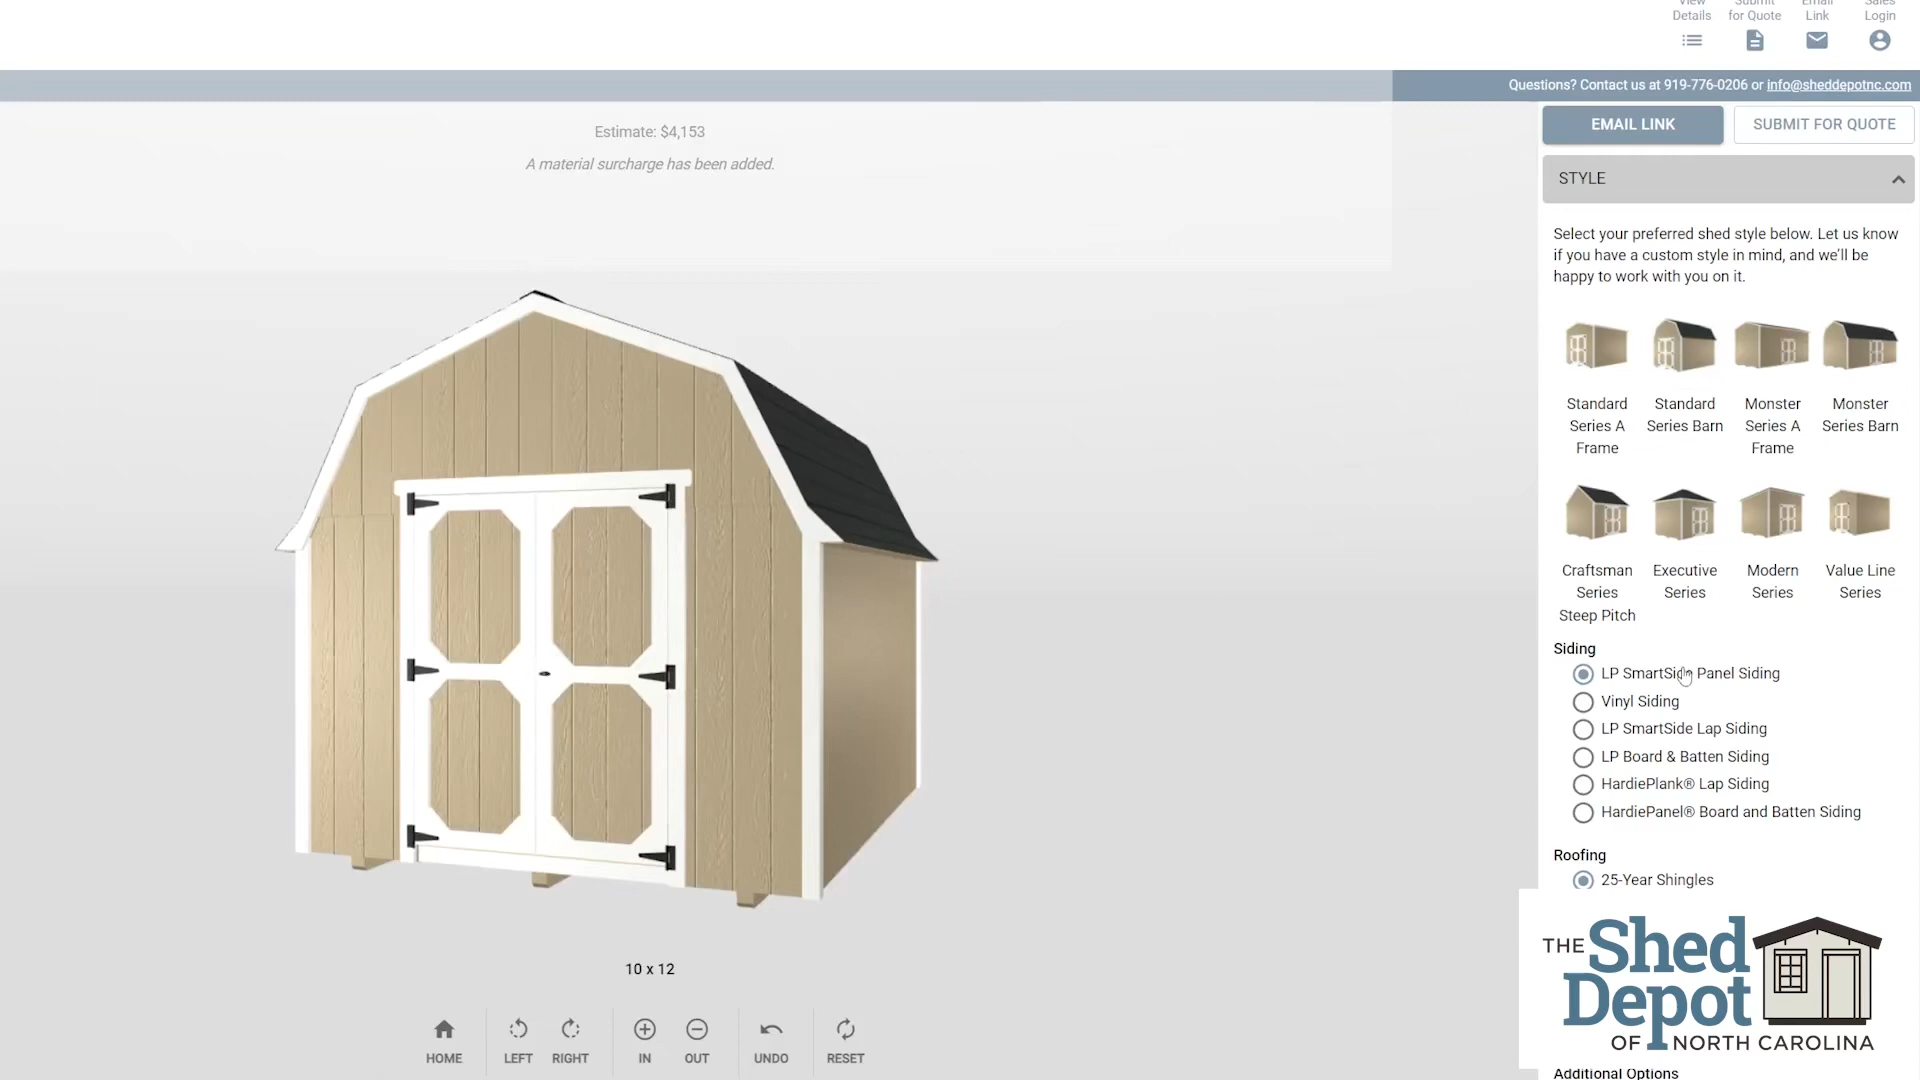 View
Details
Submit
for Quote
Email
Link
Sales
Login
Questions? Contact us at 919-776-0206 or info@sheddepotnc.com
Estimate: $4,153
A material surcharge has been added.
EMAIL LINK
SUBMIT FOR QUOTE
STYLE
Select your preferred shed style below. Let us know
if you have a custom style in mind, and we'll be
happy to work with you on it.
Standard
Series A
Frame
Standard
Series Barn
Monster
Series A
Frame
Monster
Series Barn
Craftsman
Series
Steep Pitch
Executive
Series
Modern
Series
Value Line
Series
Siding
LP SmartSide Panel Siding
Vinyl Siding
LP SmartSide Lap Siding
LP Board & Batten Siding
HardiePlank® Lap Siding
HardiePanel® Board and Batten Siding
Roofing
25-Year Shingles
THE Shed
Depot
OF NORTH CAROLINA
Additional Options
10 x 12
HOME
LEFT
RIGHT
IN
OUT
UNDO
RESET